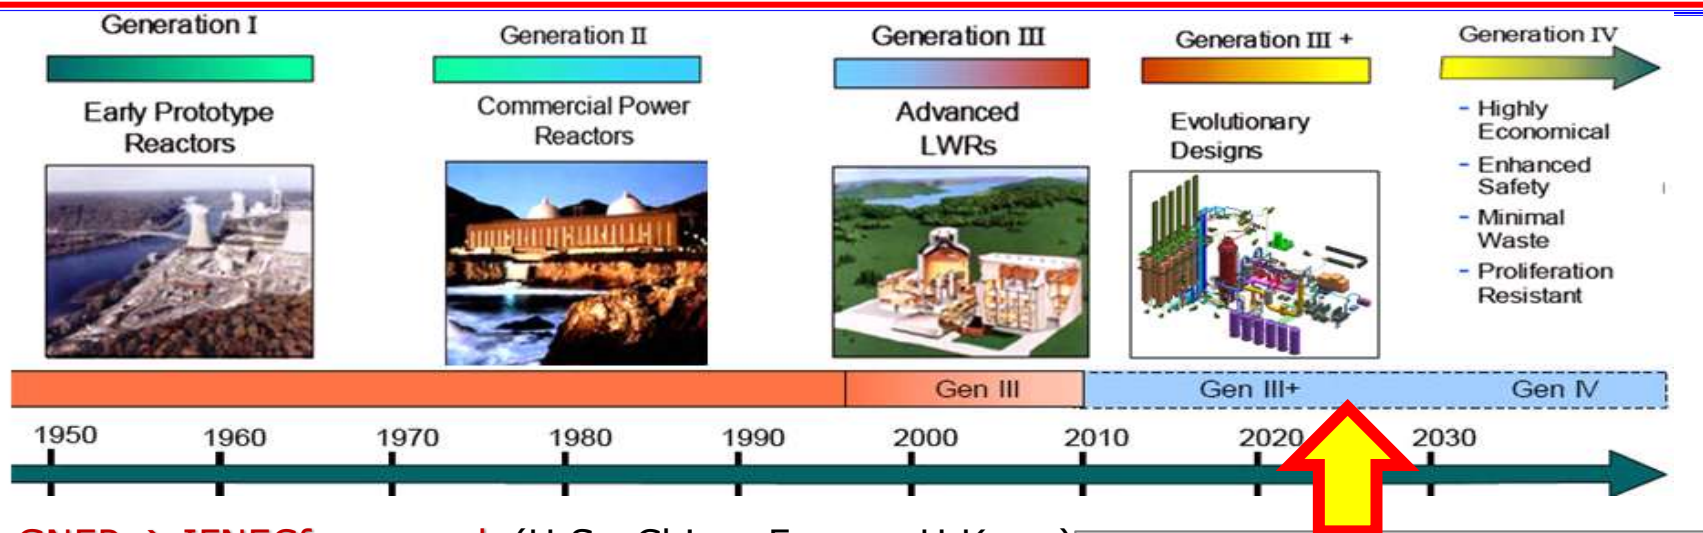 Generation I
Early Prototype
Reactors
Generation II
Commercial Power
Reactors
Generation III
Advanced
LWRs
Generation III +
Evolutionary
Designs
Generation IV
- Highly
Economical
- Enhanced
Safety
- Minimal
Waste
- Proliferation
Resistant
Gen III
Gen III+
Gen IV
1950
1960
1970
1980
1990
2000
2010
2020
2030